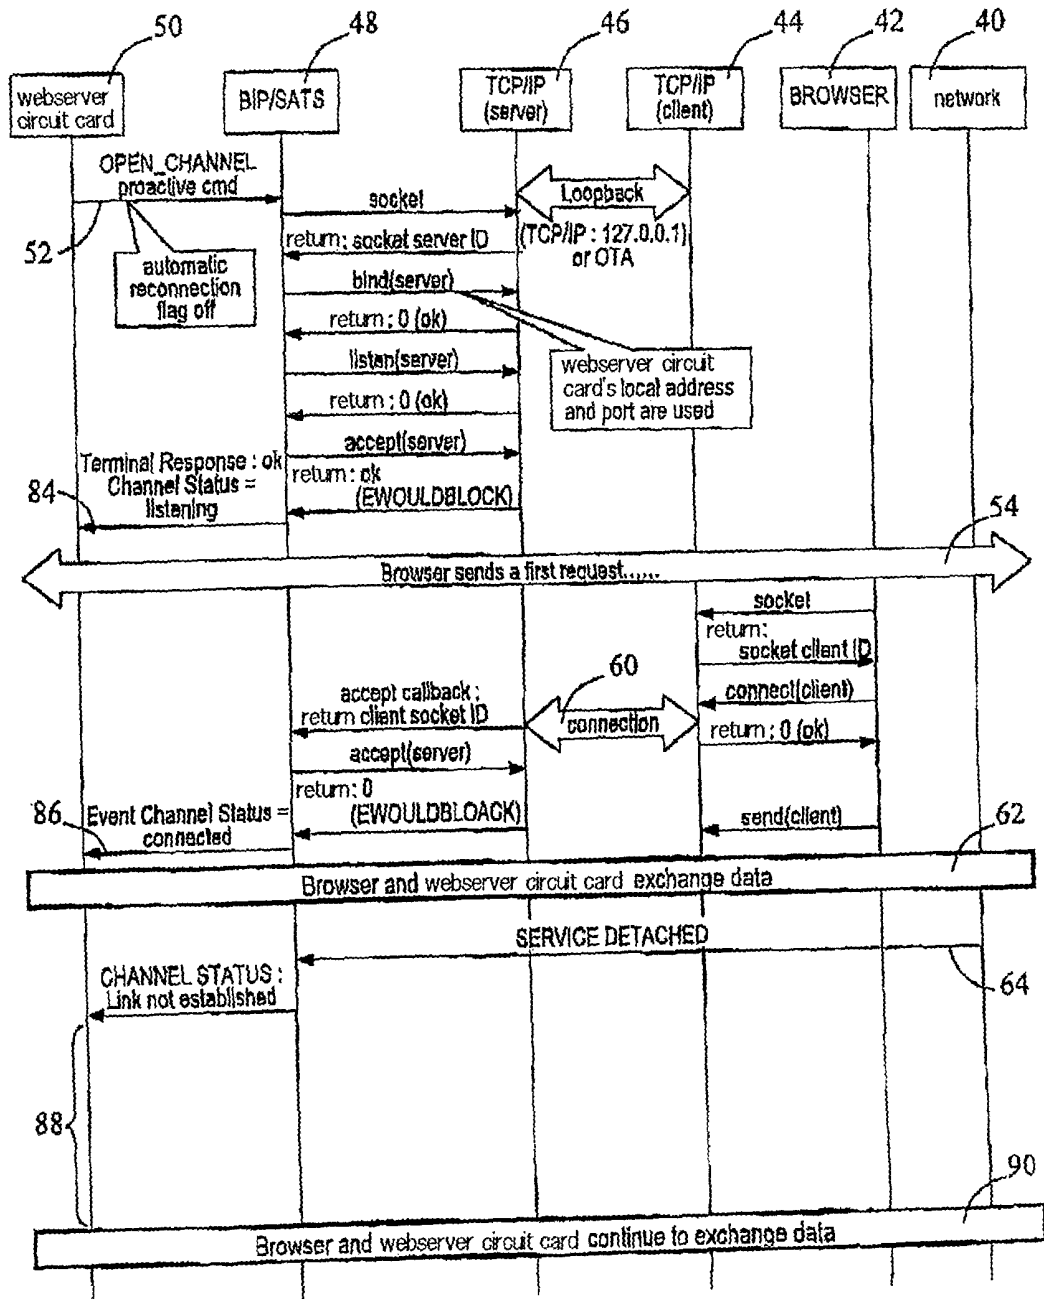 50
48
46
44
42
40
webserver
circuit card
BIP/SATS
TCP/IP
(server)
TCP/IP
(client)
BROWSER
network
OPEN_CHANNEL
proactive cmd
52
automatic
reconnection
flag off
socket
return : socket server ID
Loopback
(TCP/IP : 127.0.0.1)
or OTA
bind(server)
return : 0 (ok)
listen(server)
return : 0 (ok)
webserver circuit
card's local address
and port are used
accept(server)
return : ok
(EWOULDBLOCK)
Terminal Response : ok
Channel Status =
listening
84
54
Browser sends a first request......
socket
return :
socket client ID
connect(client)
return : 0 (ok)
60
connection
accept callback :
return client socket ID
accept(server)
return : 0
(EWOULDBLOACK)
86
Event Channel Status =
connected
send(client)
62
Browser and webserver circuit card exchange data
SERVICE DETACHED
64
CHANNEL STATUS :
Link not established
88
90
Browser and webserver circuit card continue to exchange data